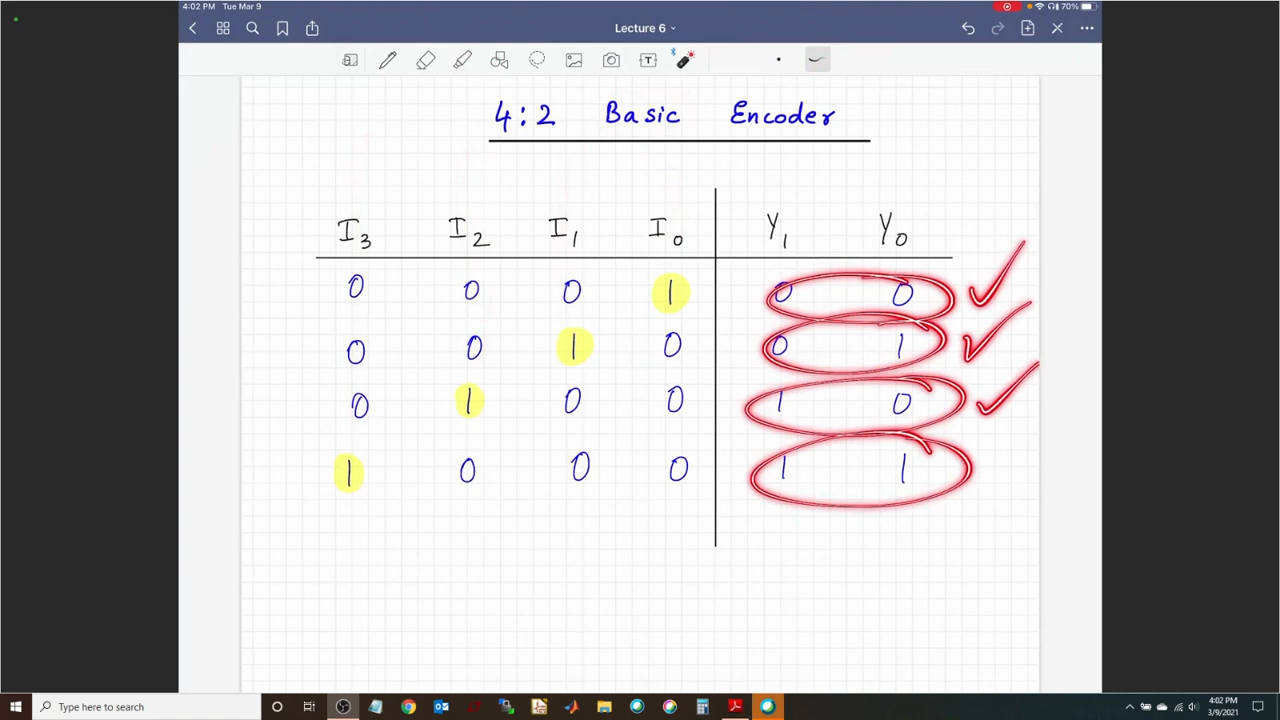 4:02 PM Tue Mar 9
70%
Lecture 6
T
4:2 Basic Encoder
I3 I2 I1 I0 Y1 Y0
0 0 0 1 0 0
0 0 1 0 0 1
0 1 0 0 1 0
1 0 0 0 1 1
Type here to search
4:02 PM
3/9/2021